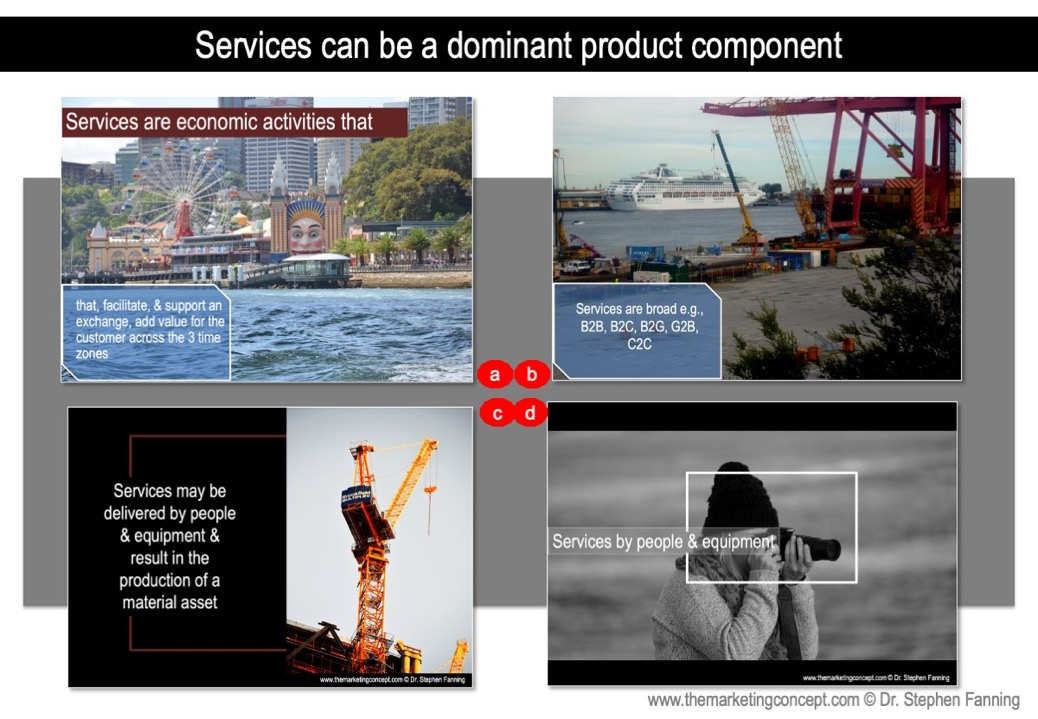 Services can be a dominant product component
Services are economic activities that
that, facilitate, & support an
exchange, add value for the
customer across the 3 time
zones
Services are broad e.g.,
B2B, B2C, B2G, G2B,
C2C
a b
c d
Services may be
delivered by people
& equipment &
result in the
production of a
material asset
www.themarketingconcept.com © Dr. Stephen Fanning
Services by people & equipment
www.themarketingconcept.com © Dr. Stephen Fanning
www.themarketingconcept.com © Dr. Stephen Fanning